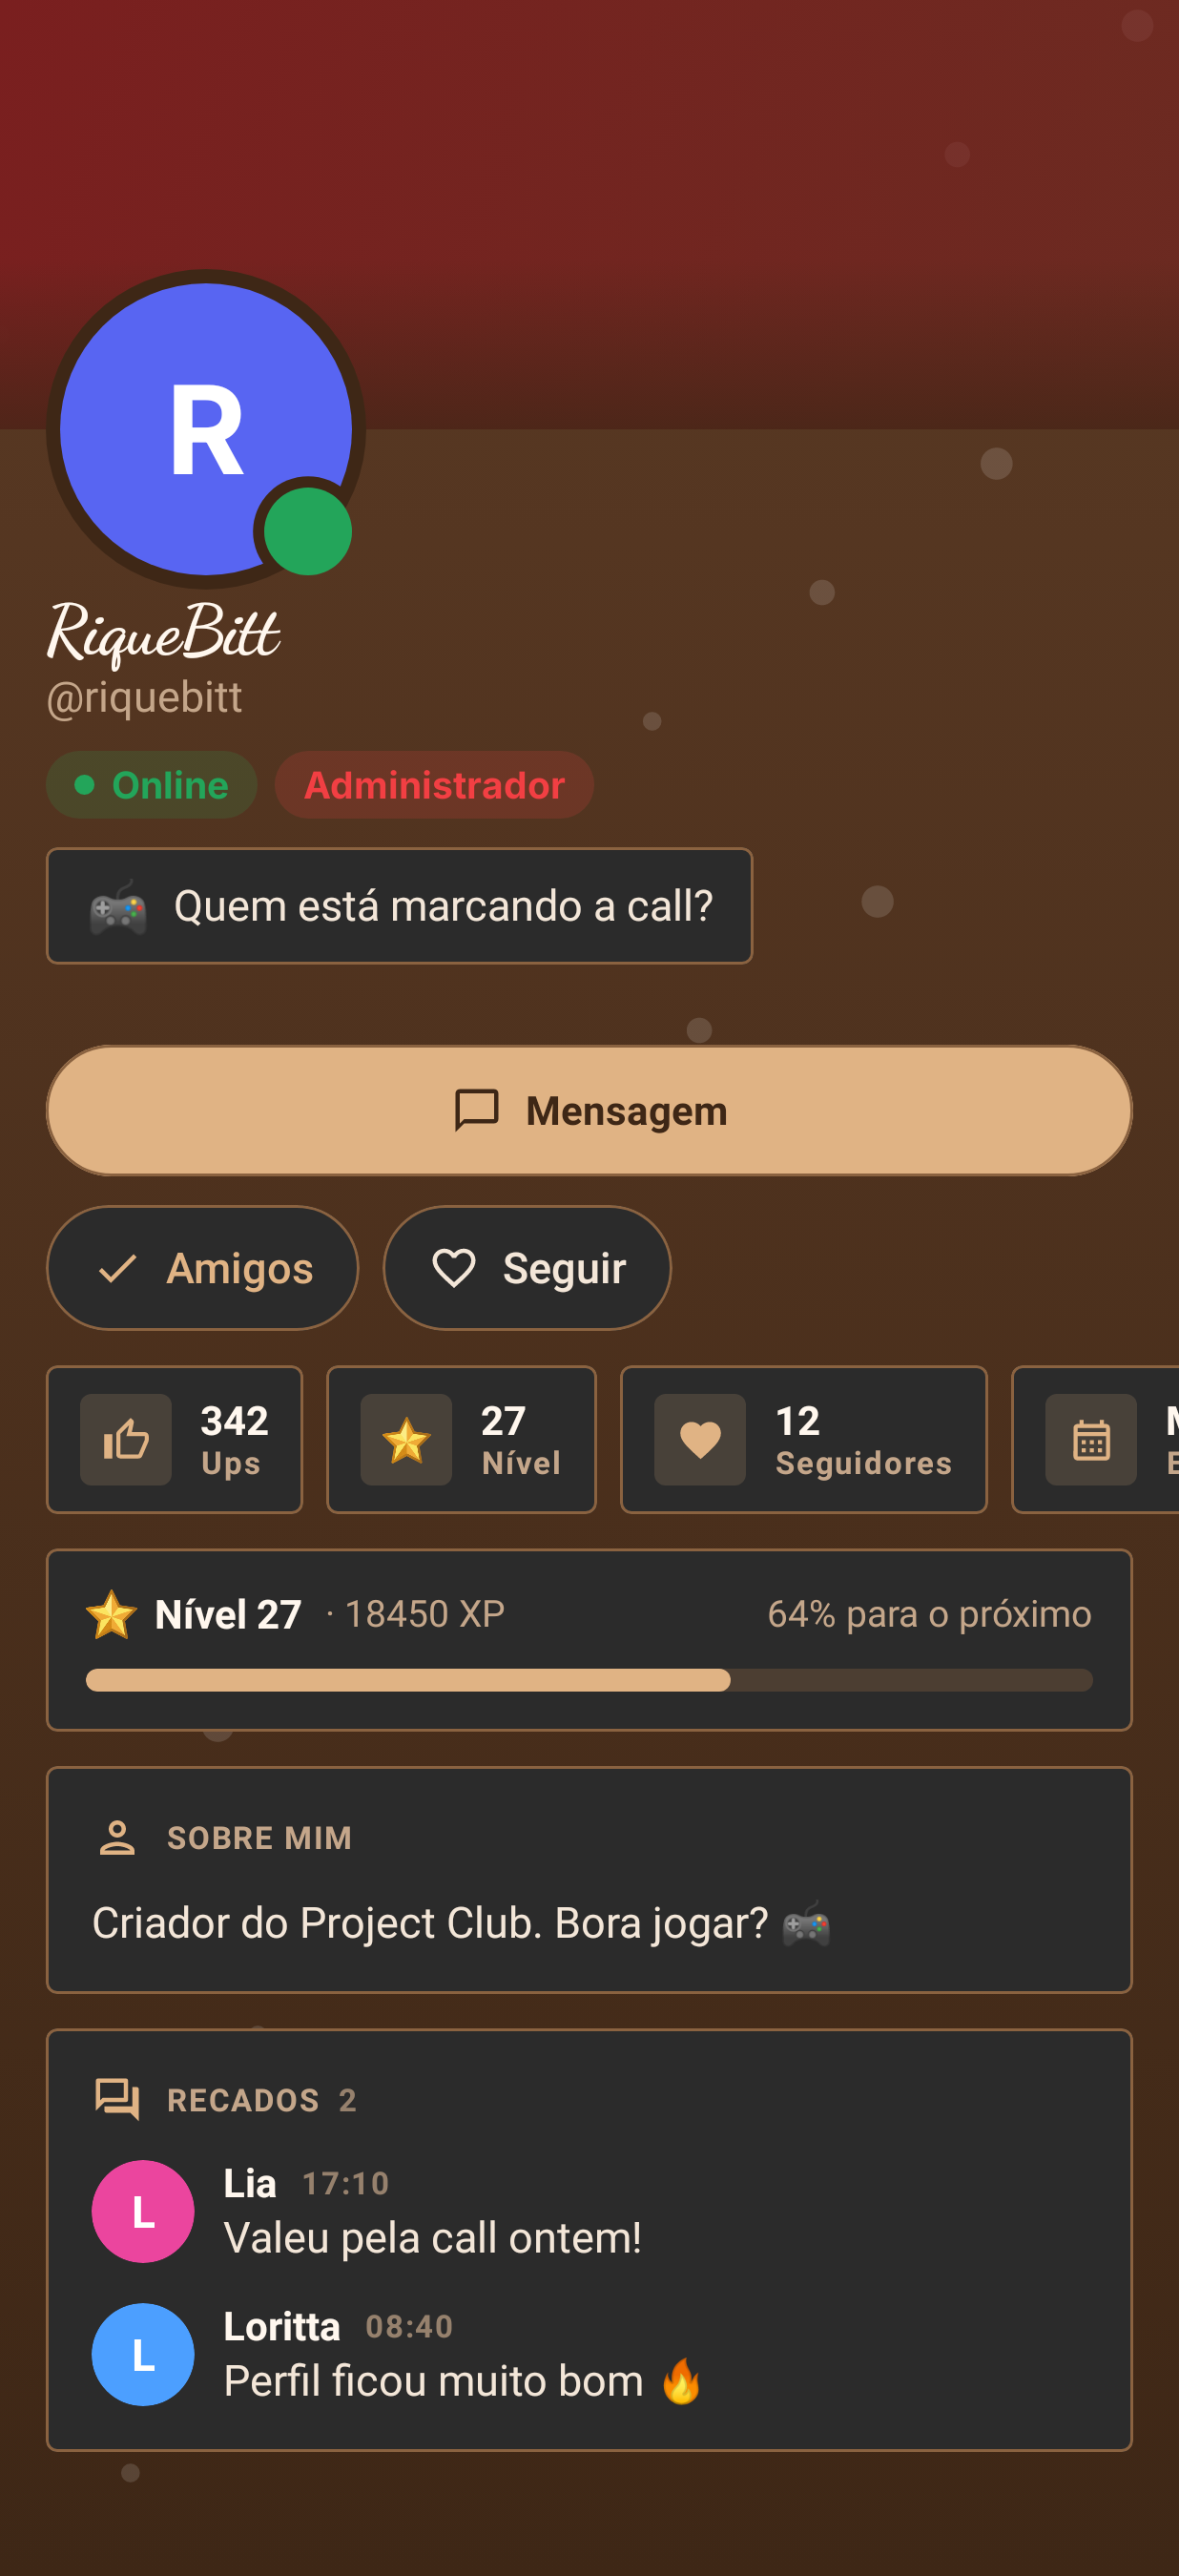 R
RiqueBitt
@riquebitt
Online
Administrador
🎮 Quem está marcando a call?
Mensagem
Amigos
Seguir
342
Ups
27
Nível
12
Seguidores
Nível 27 · 18450 XP
64% para o próximo
SOBRE MIM
Criador do Project Club. Bora jogar? 🎮
RECADOS 2
L
Lia 17:10
Valeu pela call ontem!
L
Loritta 08:40
Perfil ficou muito bom 🔥